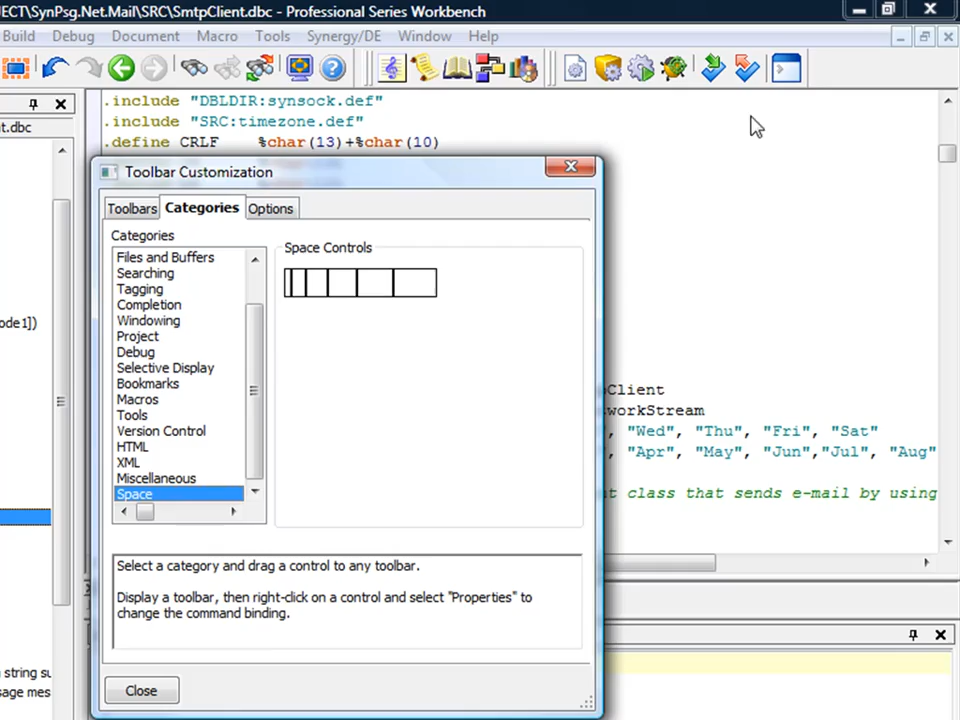 JECT\SynPsg.Net.Mail\SRC\SmtpClient.dbc - Professional Series Workbench
Build Debug Document Macro Tools Synergy/DE Window Help
t.dbc
.include "DBLDIR:synsock.def"
.include "SRC:timezone.def"
.define CRLF %char(13)+%char(10)
Toolbar Customization
Toolbars Categories Options
Categories
Space Controls
Files and Buffers
Searching
Tagging
Completion
Windowing
ode1])
Project
Debug
Selective Display
Bookmarks
Client
Macros
workStream
Tools
Version Control
, "Wed", "Thu", "Fri", "Sat"
HTML
, "Apr", "May", "Jun","Jul", "Aug"
XML
Miscellaneous
Space
t class that sends e-mail by using
Select a category and drag a control to any toolbar.
Display a toolbar, then right-click on a control and select "Properties" to
change the command binding.
string su
sage mes
Close